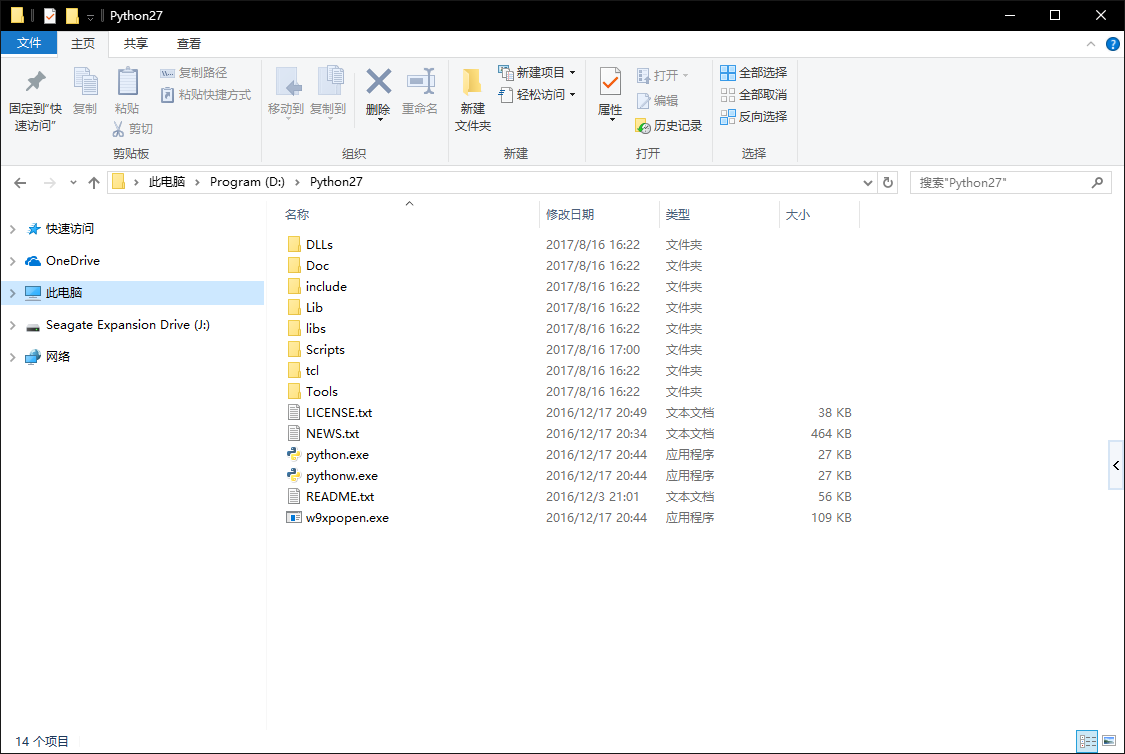 Python27
文件 主页 共享 查看
固定到“快速访问”
复制
粘贴
复制路径
粘贴快捷方式
剪切
剪贴板
移动到
复制到
删除
重命名
组织
新建文件夹
新建项目
轻松访问
新建
属性
打开
编辑
历史记录
打开
全部选择
全部取消
反向选择
选择
此电脑 Program (D:) Python27
搜索"Python27"
快速访问
OneDrive
此电脑
Seagate Expansion Drive (J:)
网络
名称 修改日期 类型 大小
DLLs 2017/8/16 16:22 文件夹
Doc 2017/8/16 16:22 文件夹
include 2017/8/16 16:22 文件夹
Lib 2017/8/16 16:22 文件夹
libs 2017/8/16 16:22 文件夹
Scripts 2017/8/16 17:00 文件夹
tcl 2017/8/16 16:22 文件夹
Tools 2017/8/16 16:22 文件夹
LICENSE.txt 2016/12/17 20:49 文本文档 38 KB
NEWS.txt 2016/12/17 20:34 文本文档 464 KB
python.exe 2016/12/17 20:44 应用程序 27 KB
pythonw.exe 2016/12/17 20:44 应用程序 27 KB
README.txt 2016/12/3 21:01 文本文档 56 KB
w9xpopen.exe 2016/12/17 20:44 应用程序 109 KB
14 个项目